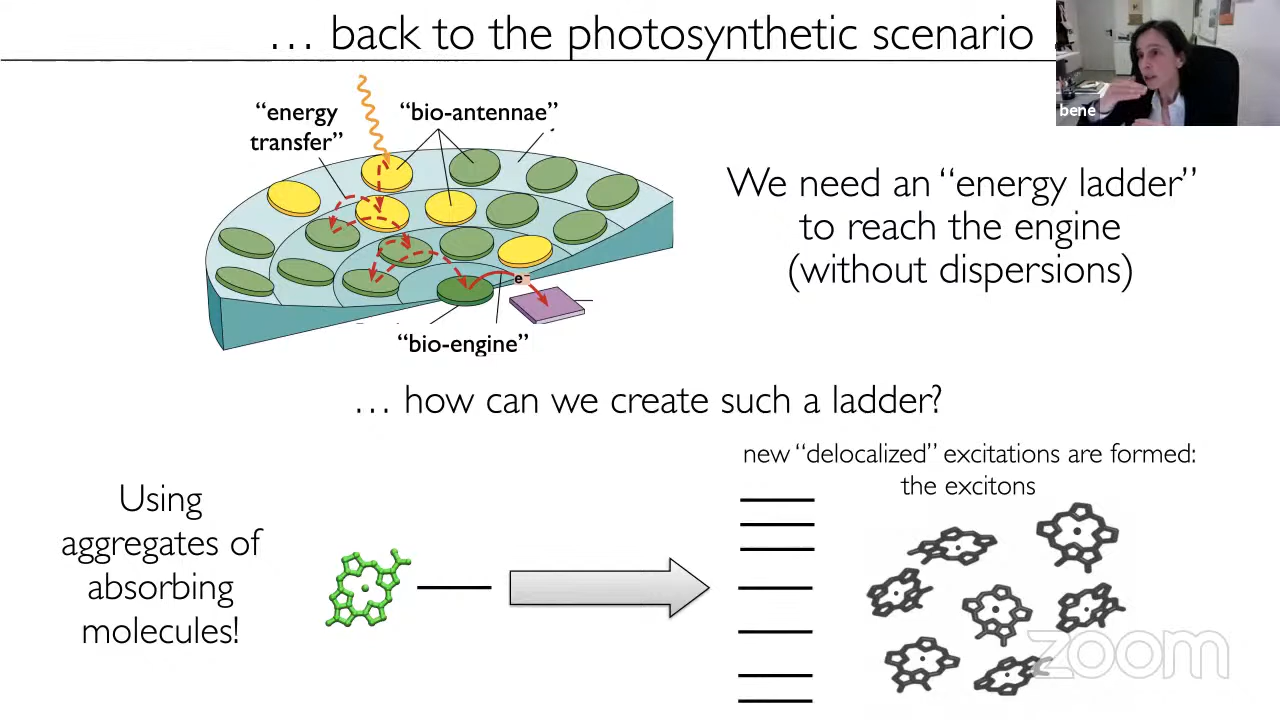 … back to the photosynthetic scenario
bene
“energy
transfer”
“bio-antennae”
e⁻
“bio-engine”
We need an “energy ladder”
to reach the engine
(without dispersions)
… how can we create such a ladder?
Using
aggregates of
absorbing
molecules!
new “delocalized” excitations are formed:
the excitons
zoom